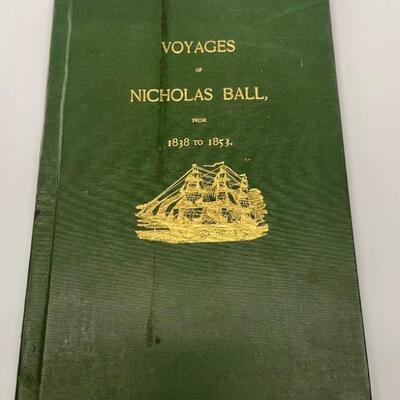 VOYAGES
OF
NICHOLAS BALL,
FROM
1838 TO 1853.